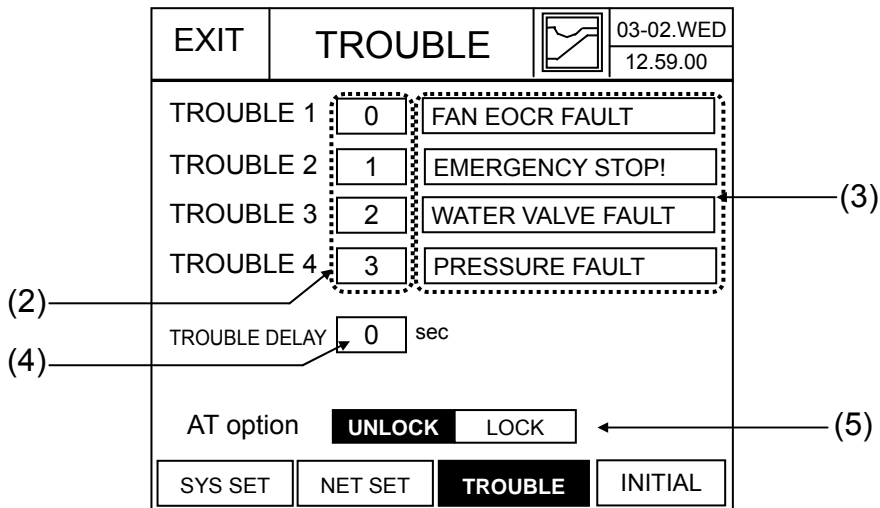 EXIT TROUBLE 03-02.WED
12.59.00
TROUBLE 1 0 FAN EOCR FAULT
TROUBLE 2 1 EMERGENCY STOP!
TROUBLE 3 2 WATER VALVE FAULT
(3)
TROUBLE 4 3 PRESSURE FAULT
(2)
TROUBLE DELAY 0 sec
(4)
AT option UNLOCK LOCK (5)
SYS SET NET SET TROUBLE INITIAL